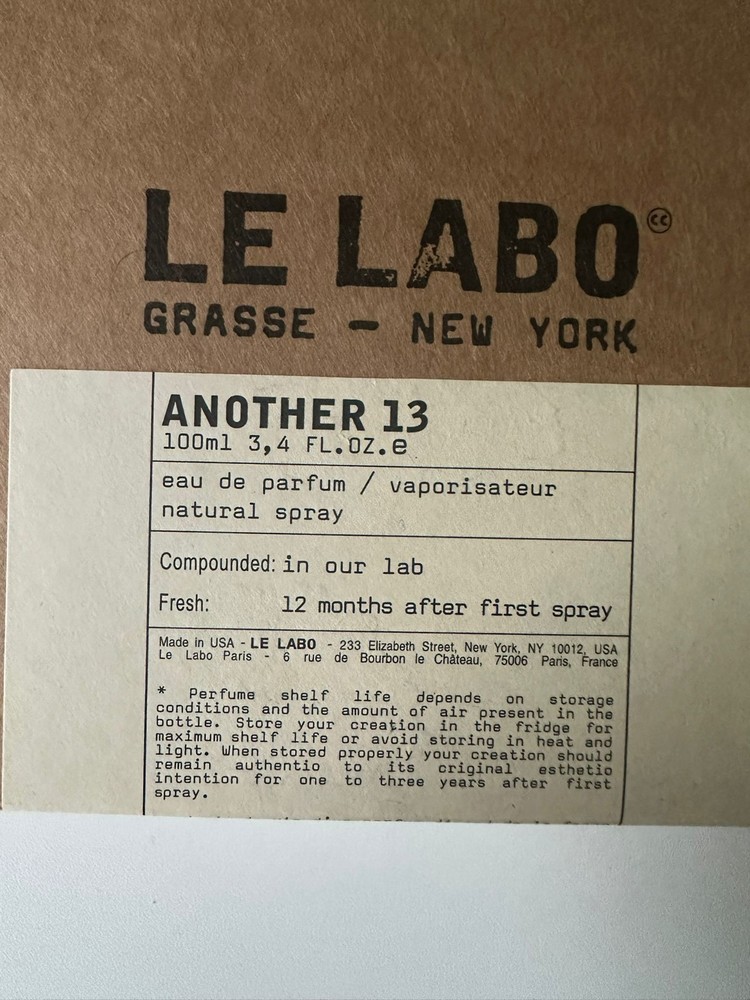 LE LABO
GRASSE - NEW YORK
ANOTHER 13
100ml 3,4 FL.OZ.e
eau de parfum / vaporisateur
natural spray
Compounded: in our lab
Fresh: 12 months after first spray
Made in USA - LE LABO - 233 Elizabeth Street, New York, NY 10012, USA
Le Labo Paris - 6 rue de Bourbon le Château, 75006 Paris, France
* Perfume shelf life depends on storage
conditions and the amount of air present in the
bottle. Store your creation in the fridge for
maximum shelf life or avoid storing in heat and
light. When stored properly your creation should
remain authentio to its original esthetio
intention for one to three years after first
spray.